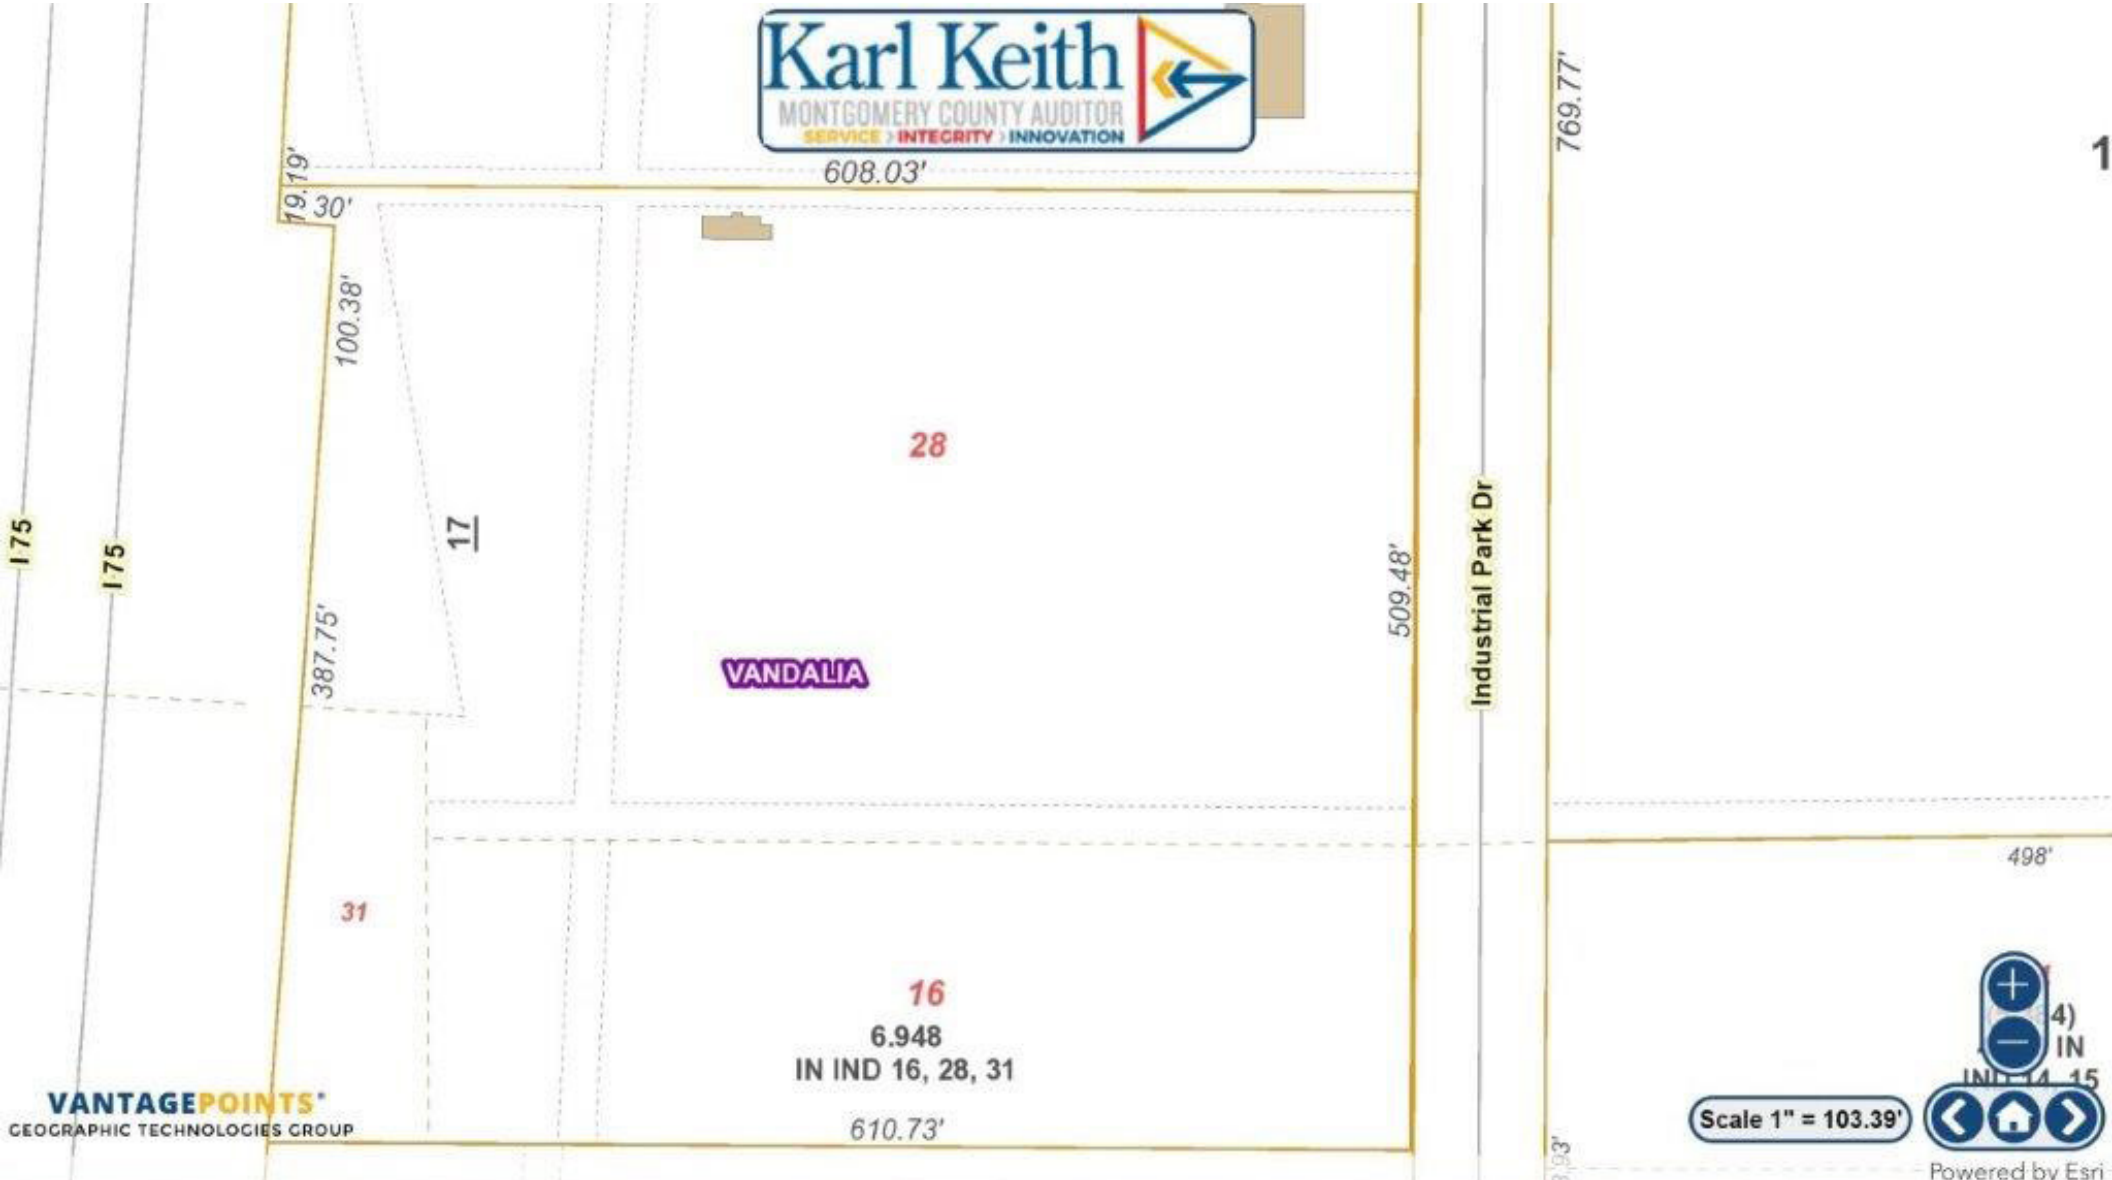 Karl Keith
MONTGOMERY COUNTY AUDITOR
SERVICE › INTEGRITY › INNOVATION
608.03'
769.77'
1
19.19'
30'
100.38'
28
I 75
I 75
17
387.75'
509.48'
Industrial Park Dr
VANDALIA
498'
31
16
6.948
IN IND 16, 28, 31
610.73'
4)
IN
14, 15
VANTAGEPOINTS
GEOGRAPHIC TECHNOLOGIES GROUP
Scale 1" = 103.39'
Powered by Esri